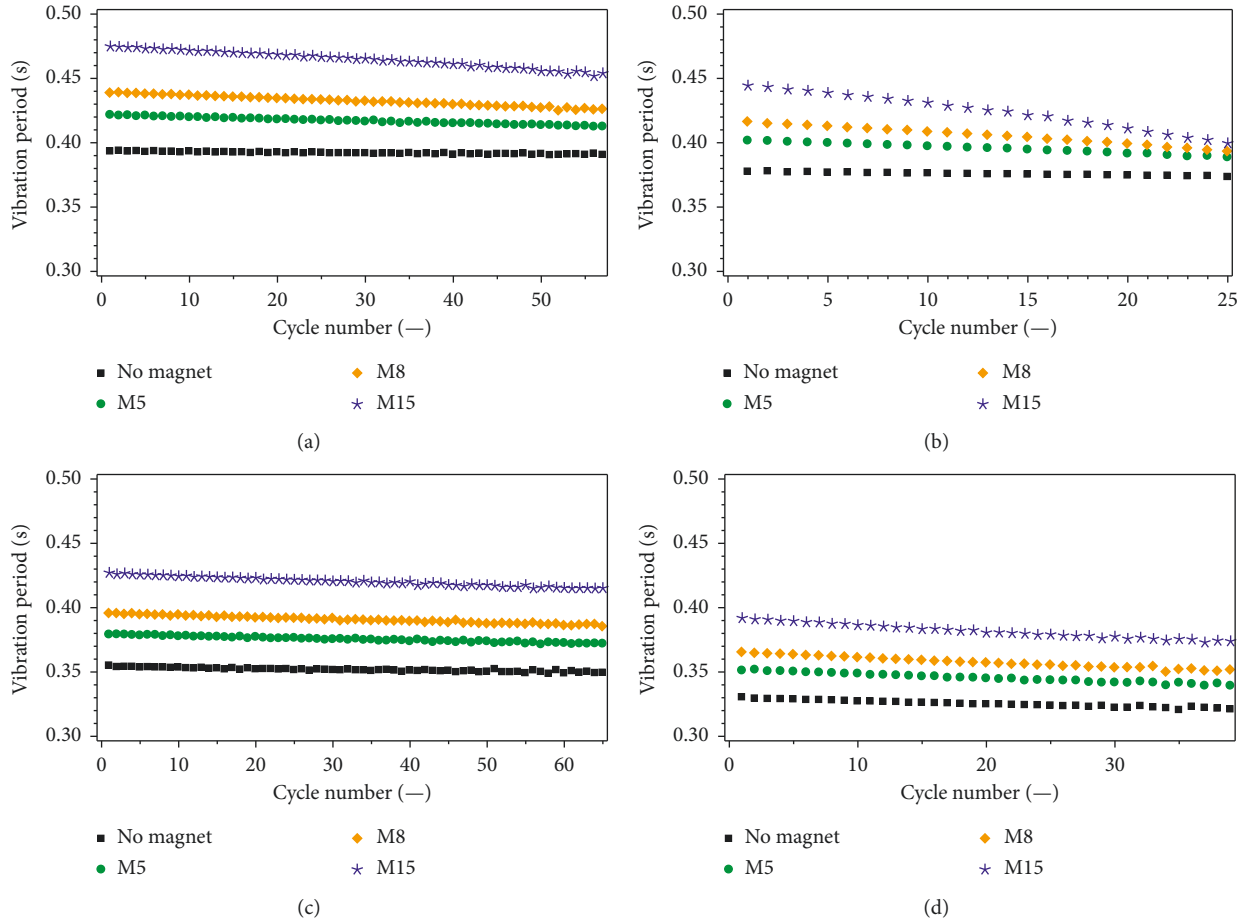 0.50
0.45
0.40
0.35
0.30
Vibration period (s)
0 10 20 30 40 50
Cycle number (—)
No magnet M8
M5 M15
(a)
0.50
0.45
0.40
0.35
0.30
Vibration period (s)
0 5 10 15 20 25
Cycle number (—)
No magnet M8
M5 M15
(b)
0.50
0.45
0.40
0.35
0.30
Vibration period (s)
0 10 20 30 40 50 60
Cycle number (—)
No magnet M8
M5 M15
(c)
0.50
0.45
0.40
0.35
0.30
Vibration period (s)
0 10 20 30
Cycle number (—)
No magnet M8
M5 M15
(d)